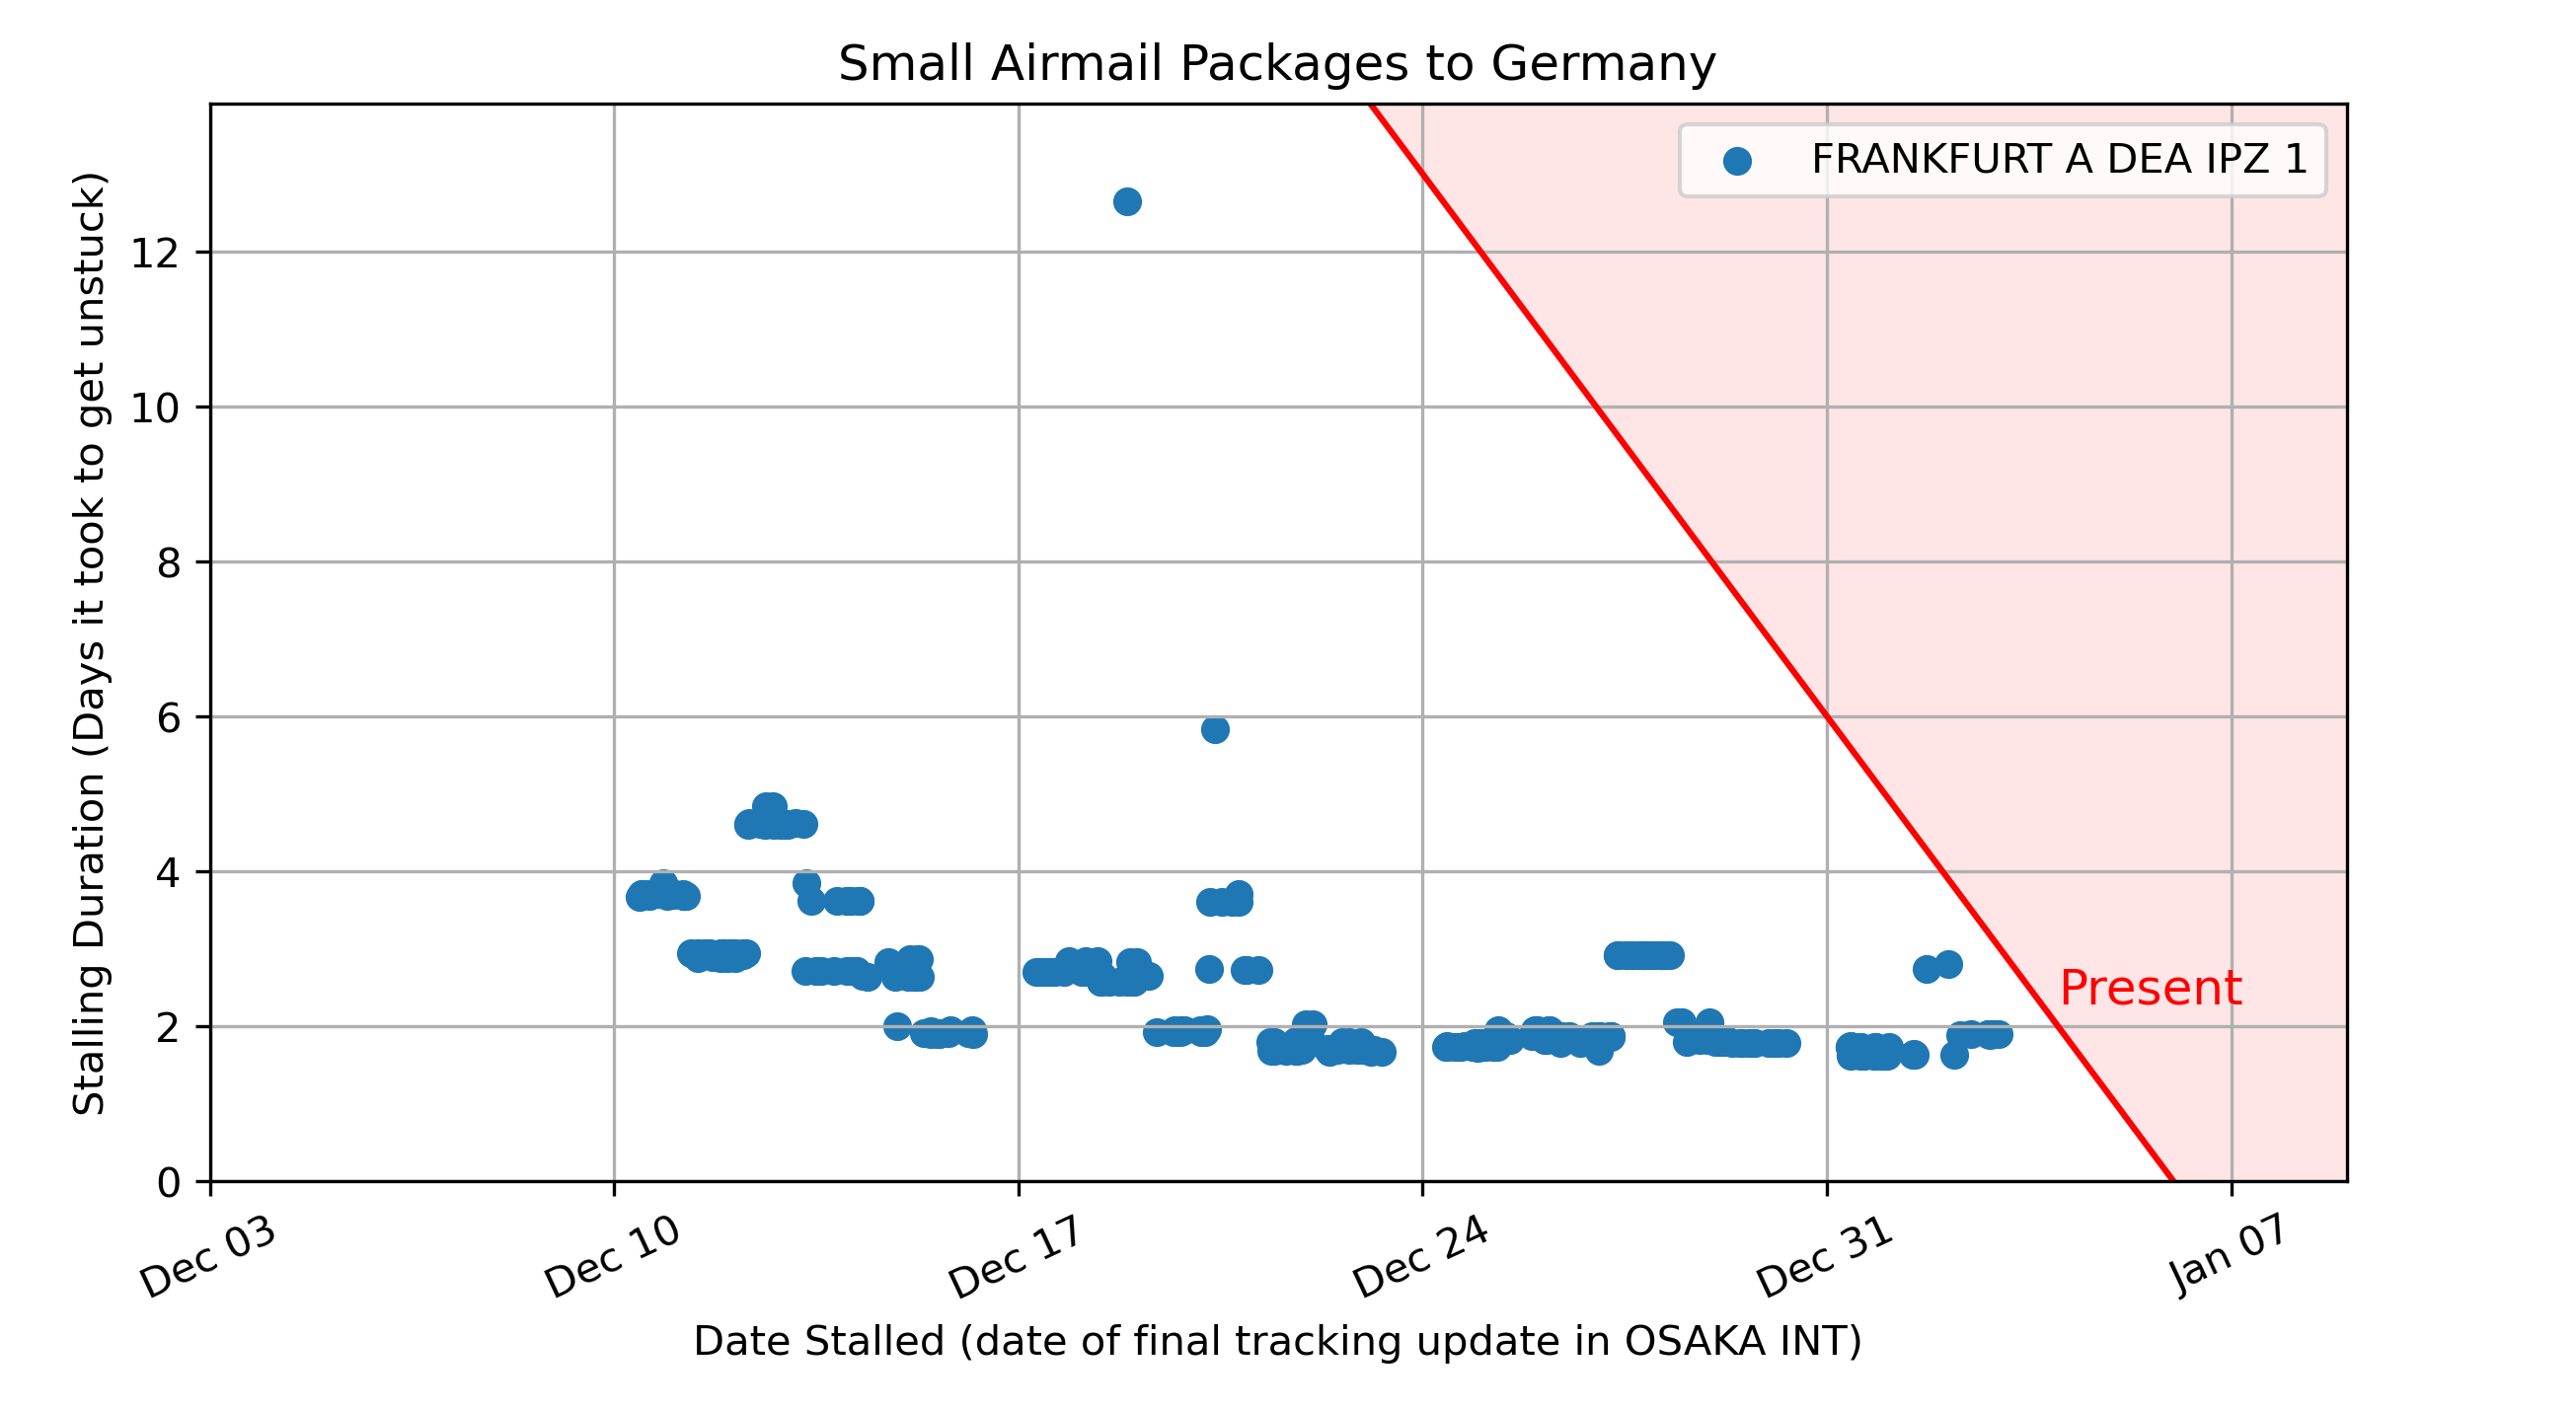 Small Airmail Packages to Germany
FRANKFURT A DEA IPZ 1
Stalling Duration (Days it took to get unstuck)
12
10
8
6
4
2
0
Present
Dec 03
Dec 10
Dec 17
Dec 24
Dec 31
Jan 07
Date Stalled (date of final tracking update in OSAKA INT)